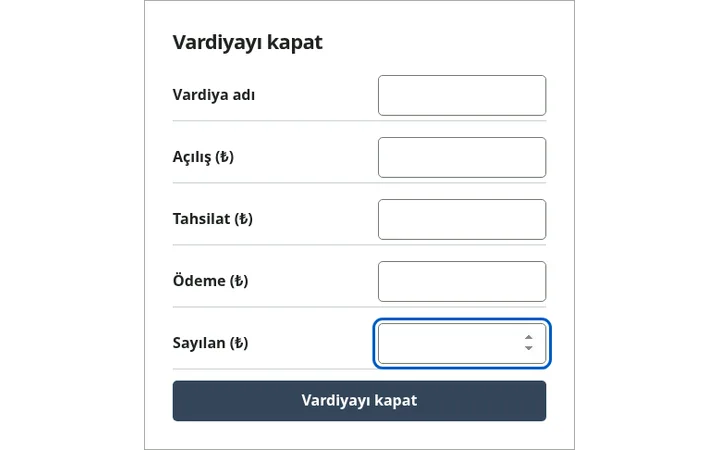 Vardiyayı kapat
Vardiya adı
Açılış (₺)
Tahsilat (₺)
Ödeme (₺)
Sayılan (₺)
Vardiyayı kapat